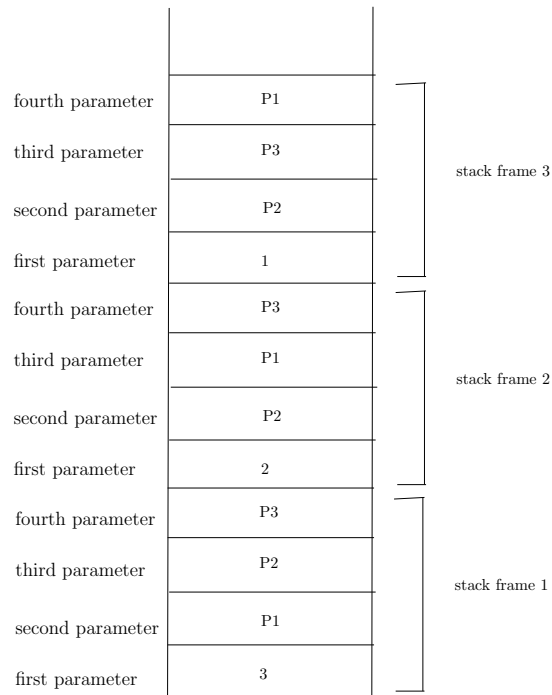 fourth parameter P1
third parameter P3
stack frame 3
second parameter P2
first parameter 1
fourth parameter P3
third parameter P1
stack frame 2
second parameter P2
first parameter 2
fourth parameter P3
third parameter P2
stack frame 1
second parameter P1
first parameter 3